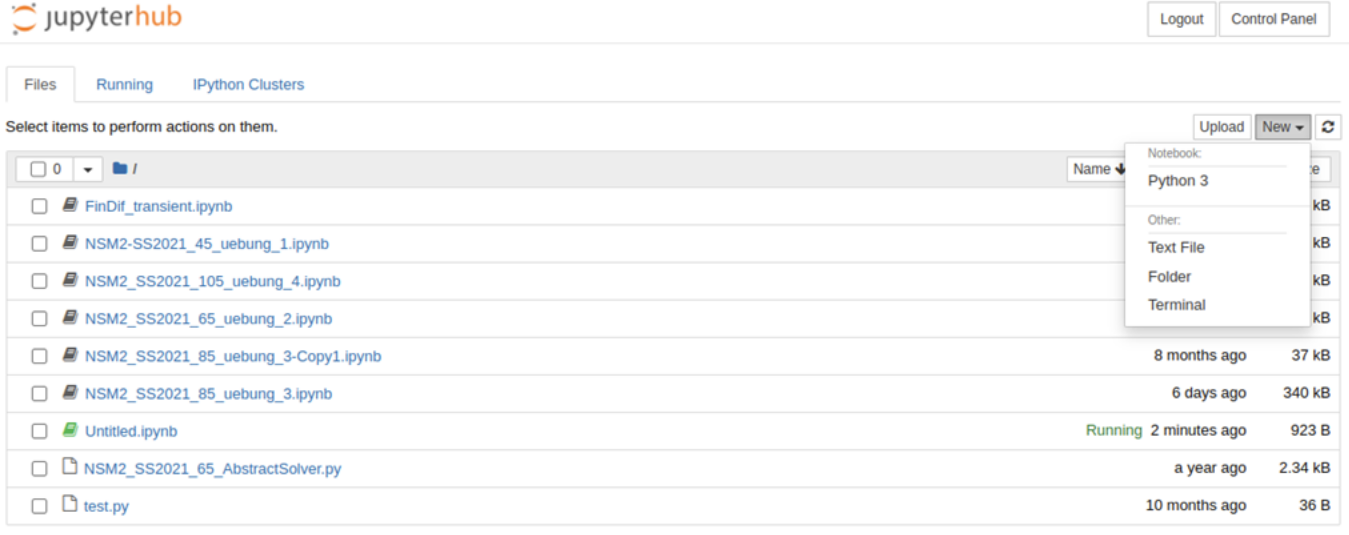 jupyterhub
Logout Control Panel
Files Running IPython Clusters
Select items to perform actions on them.
Upload New
0 /
Name
Notebook:
Python 3
Other:
Text File
Folder
Terminal
FinDif_transient.ipynb kB
NSM2-SS2021_45_uebung_1.ipynb kB
NSM2_SS2021_105_uebung_4.ipynb kB
NSM2_SS2021_65_uebung_2.ipynb kB
NSM2_SS2021_85_uebung_3-Copy1.ipynb 8 months ago 37 kB
NSM2_SS2021_85_uebung_3.ipynb 6 days ago 340 kB
Untitled.ipynb Running 2 minutes ago 923 B
NSM2_SS2021_65_AbstractSolver.py a year ago 2.34 kB
test.py 10 months ago 36 B